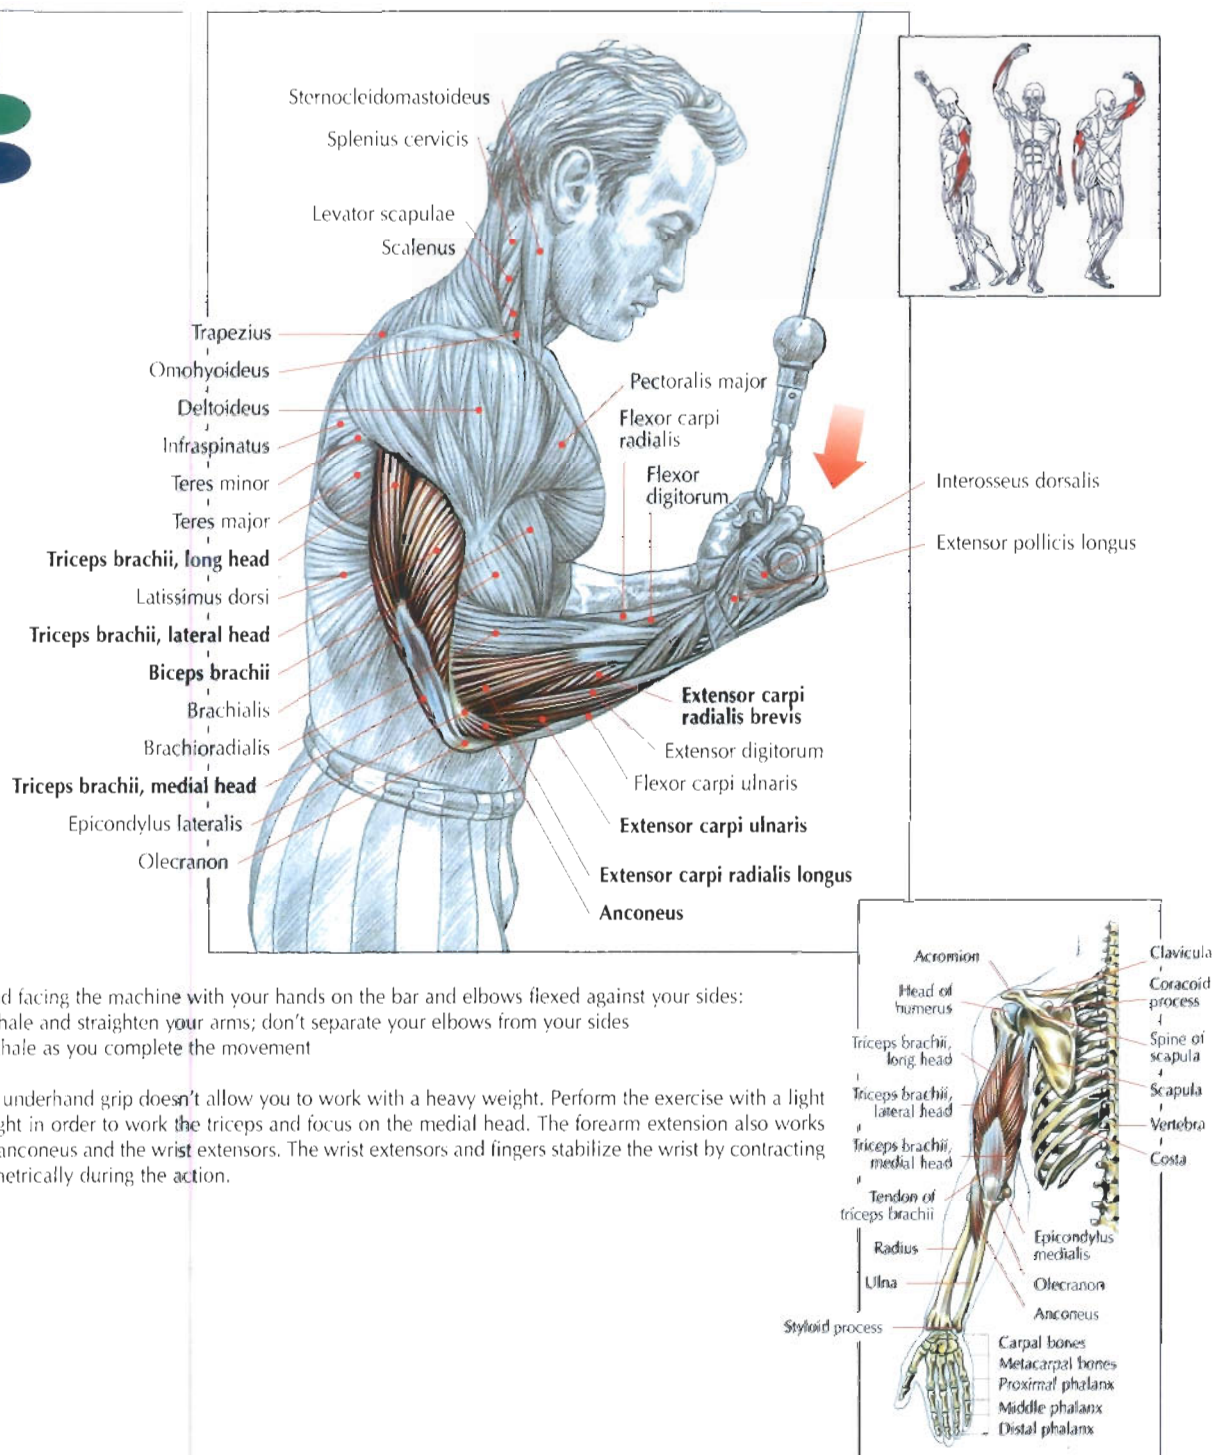 Sternocleidomastoideus
Splenius cervicis
Levator scapulae
Scalenus
Trapezius
Omohyoideus
Deltoideus
Infraspinatus
Teres minor
Teres major
Triceps brachii, long head
Latissimus dorsi
Triceps brachii, lateral head
Biceps brachii
Brachialis
Brachioradialis
Triceps brachii, medial head
Epicondylus lateralis
Olecranon
Pectoralis major
Flexor carpi
radialis
Flexor
digitorum
Interosseus dorsalis
Extensor pollicis longus
Extensor carpi
radialis brevis
Extensor digitorum
Flexor carpi ulnaris
Extensor carpi ulnaris
Extensor carpi radialis longus
Anconeus
d facing the machine with your hands on the bar and elbows flexed against your sides:
hale and straighten your arms; don't separate your elbows from your sides
hale as you complete the movement
underhand grip doesn't allow you to work with a heavy weight. Perform the exercise with a light
ght in order to work the triceps and focus on the medial head. The forearm extension also works
anconeus and the wrist extensors. The wrist extensors and fingers stabilize the wrist by contracting
netrically during the action.
Acromion
Head of
humerus
Triceps brachii,
long head
Triceps brachii,
lateral head
Triceps brachii,
medial head
Tendon of
triceps brachii
Radius
Ulna
Styloid process
Clavicula
Coracoid
process
Spine of
scapula
Scapula
Vertebra
Costa
Epicondylus
medialis
Olecranon
Anconeus
Carpal bones
Metacarpal bones
Proximal phalanx
Middle phalanx
Distal phalanx